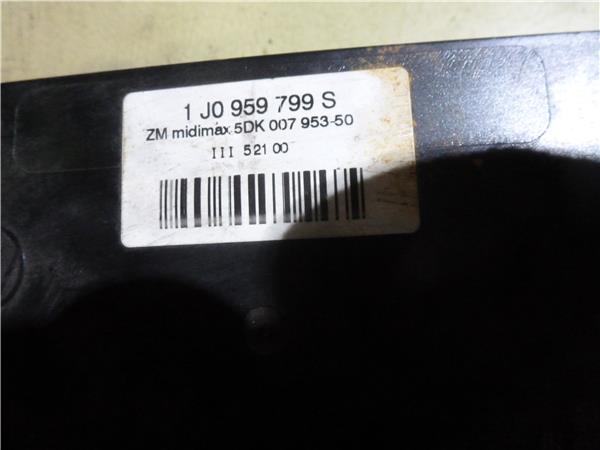 1 J0 959 799 S
ZM midimax 5DK 007 953-50
III 521 00